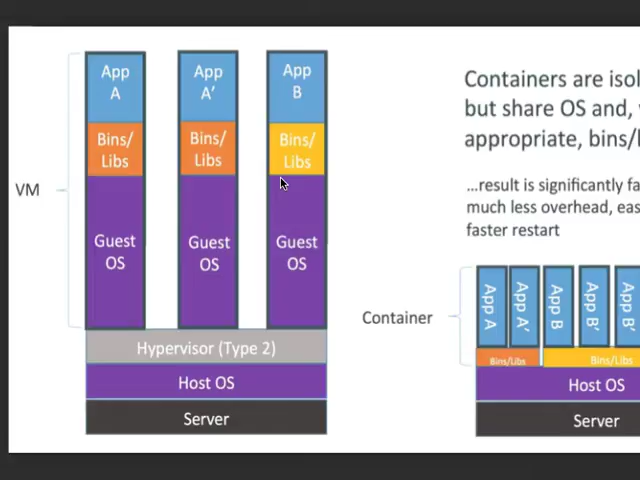 App
A
App
A’
App
B
Bins/
Libs
Bins/
Libs
Bins/
Libs
VM
Guest
OS
Guest
OS
Guest
OS
Hypervisor (Type 2)
Host OS
Server
Containers are isol
but share OS and, 
appropriate, bins/
…result is significantly fa
much less overhead, eas
faster restart
Container
App A
App A’
App B
App B’
App B’
Bins/Libs
Bins/Libs
Host OS
Server